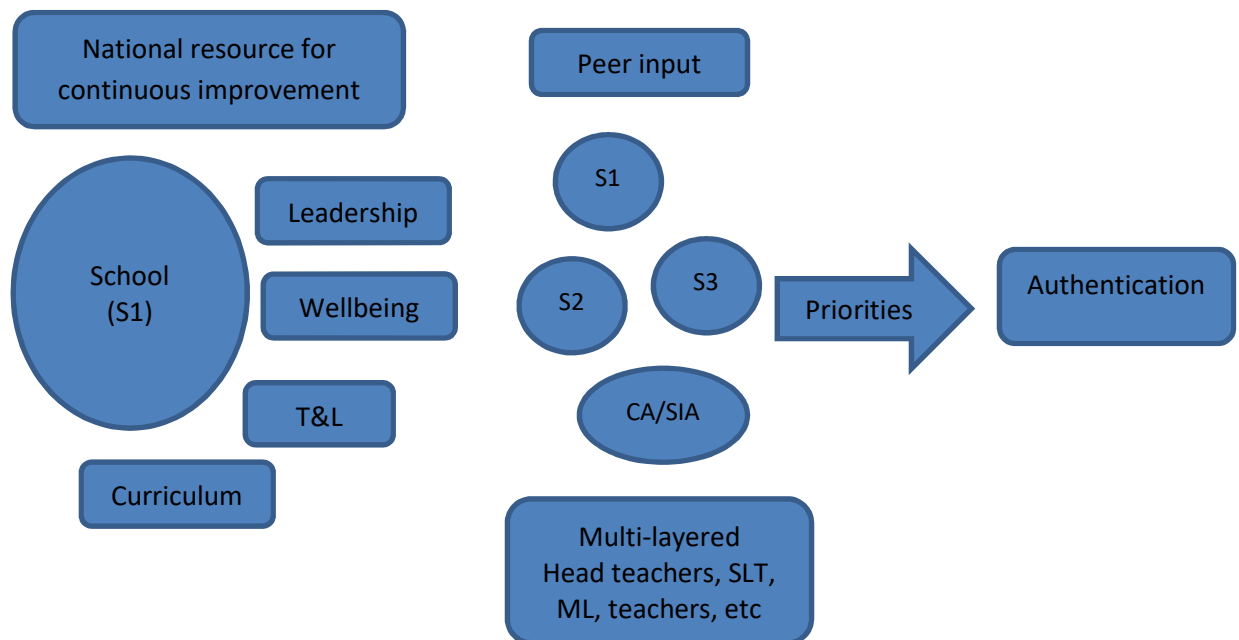 National resource for
continuous improvement
School
(S1)
Leadership
Wellbeing
T&L
Curriculum
Peer input
S1
S2
S3
CA/SIA
Multi-layered
Head teachers, SLT,
ML, teachers, etc
Priorities
Authentication